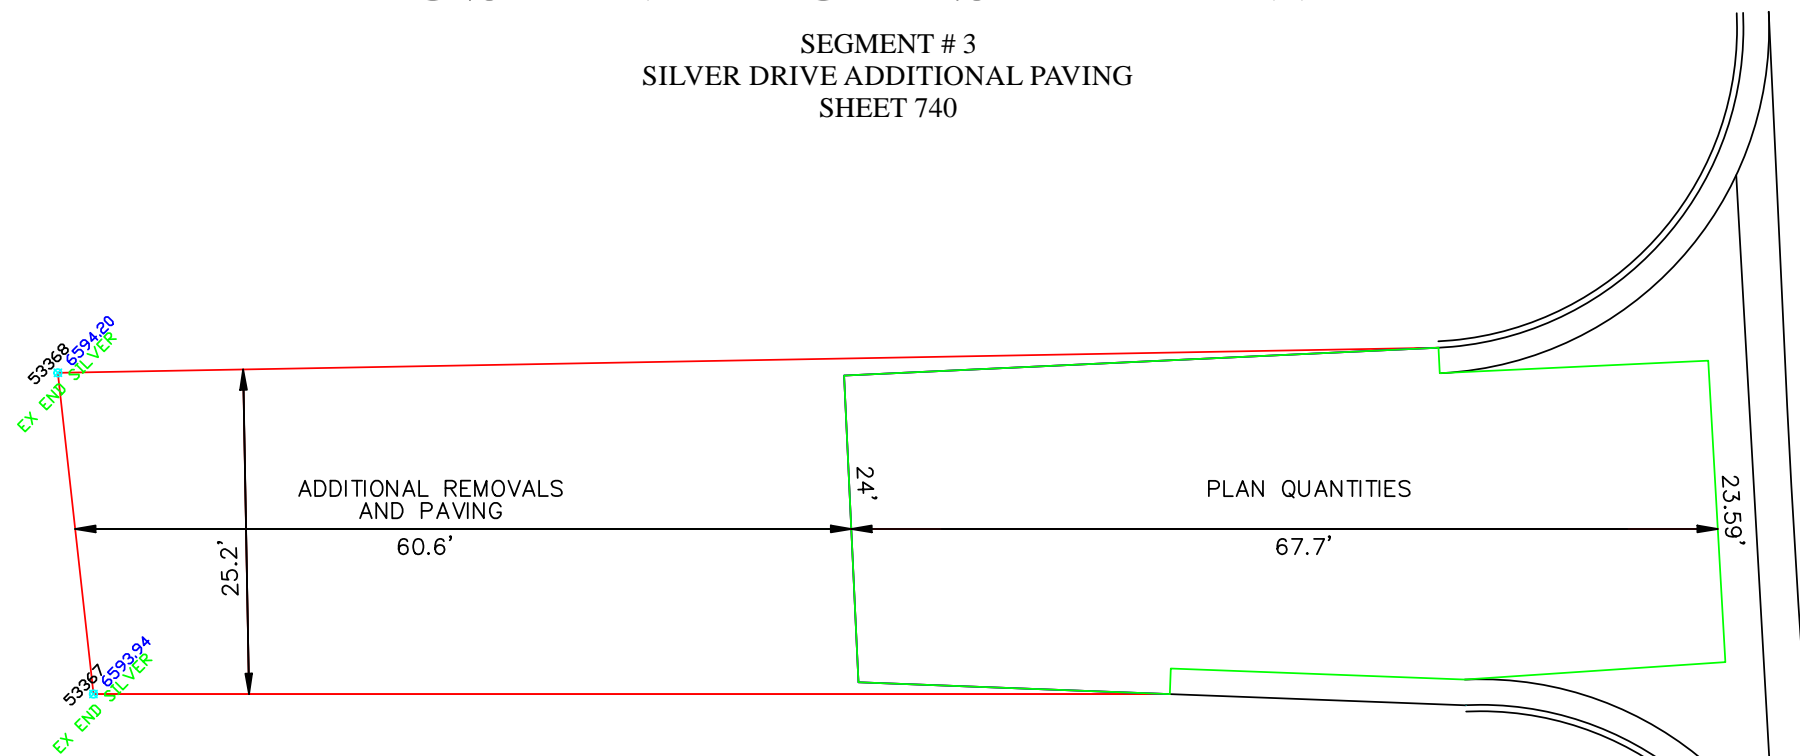 SEGMENT # 3
SILVER DRIVE ADDITIONAL PAVING
SHEET 740
53368
6594.20
EX END SILVER
ADDITIONAL REMOVALS
AND PAVING
60.6'
25.2'
24'
PLAN QUANTITIES
67.7'
23.59'
53367
6593.94
EX END SILVER